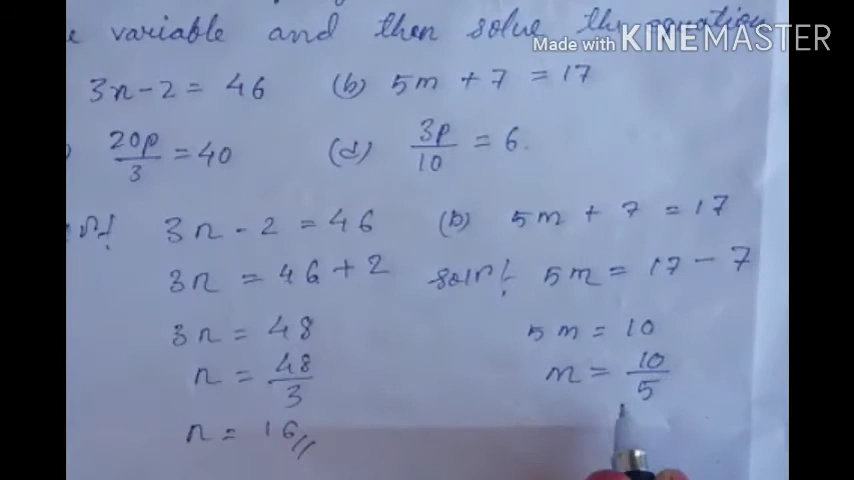 variable and then solve the equation
Made with KINEMASTER
3n - 2 = 46 (b) 5m + 7 = 17
20p/3 = 40 (d) 3p/10 = 6.
3n - 2 = 46 (b) 5m + 7 = 17
3n = 46 + 2 soln! 5m = 17 - 7
3n = 48 5m = 10
n = 48/3 m = 10/5
n = 16//